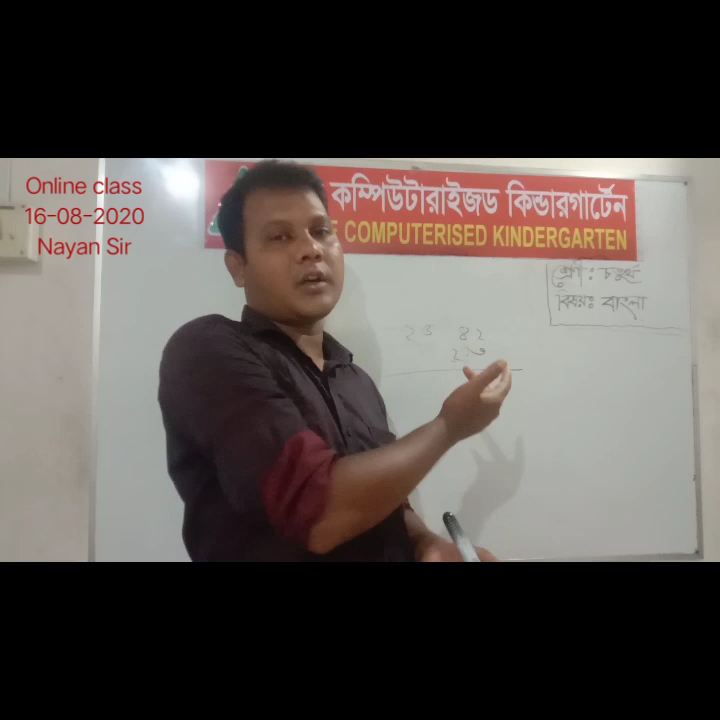 Online class
16-08-2020
Nayan Sir
কম্পিউটারাইজড কিন্ডারগার্টেন
COMPUTERISED KINDERGARTEN
শ্রেণী: চতুর্থ
বিষয়: বাংলা